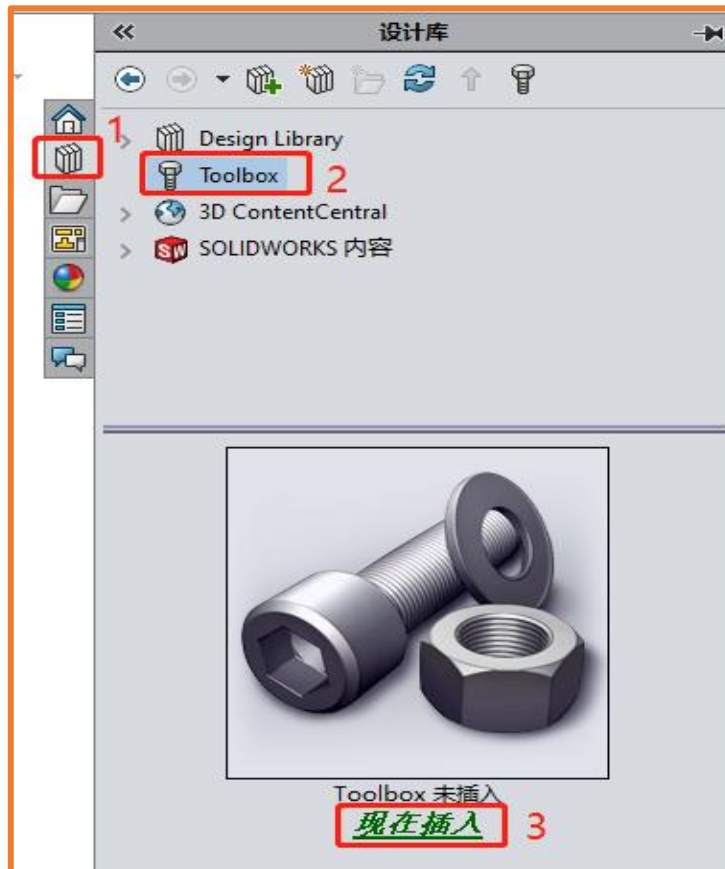 设计库
1
Design Library
Toolbox 2
3D ContentCentral
SW SOLIDWORKS 内容
Toolbox 未插入
现在插入 3